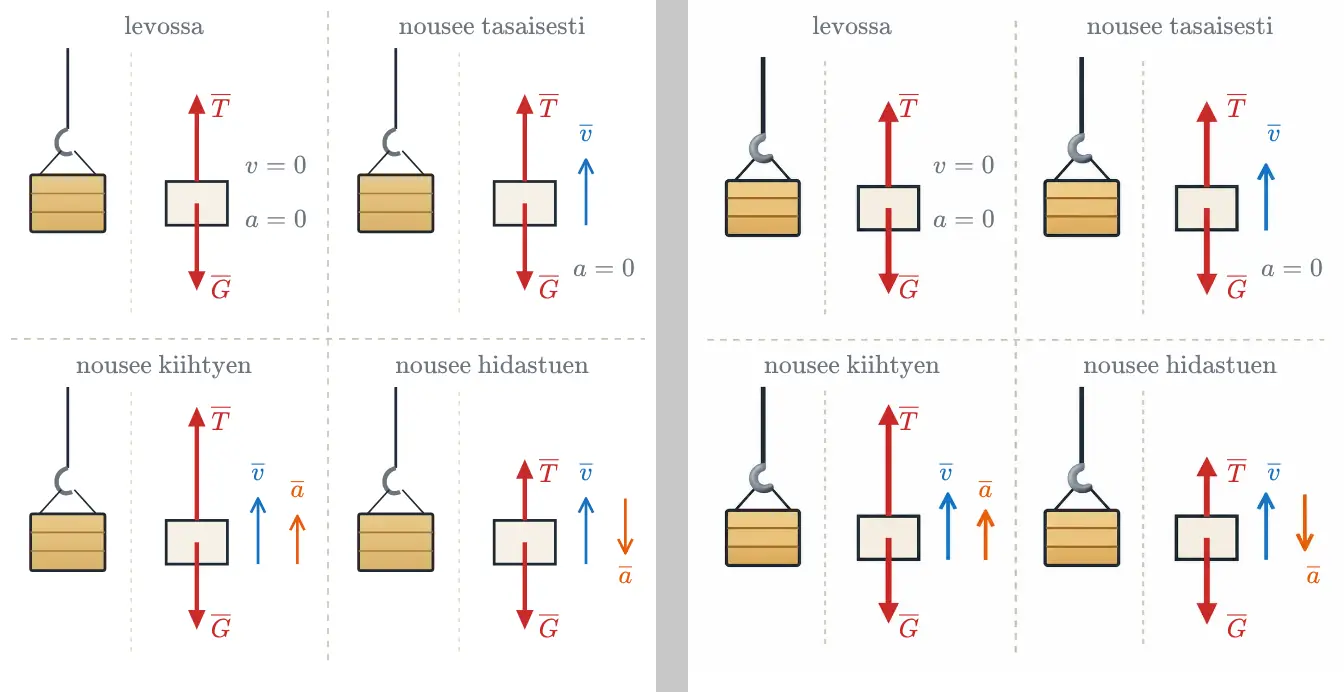 levossa
nousee tasaisesti
T̅
v = 0
a = 0
G̅
T̅
v̅
G̅
a = 0
nousee kiihtyen
nousee hidastuen
T̅
v̅
a̅
G̅
T̅
v̅
a̅
G̅
levossa
nousee tasaisesti
T̅
v = 0
a = 0
G̅
T̅
v̅
G̅
a = 0
nousee kiihtyen
nousee hidastuen
T̅
v̅
a̅
G̅
T̅
v̅
a̅
G̅